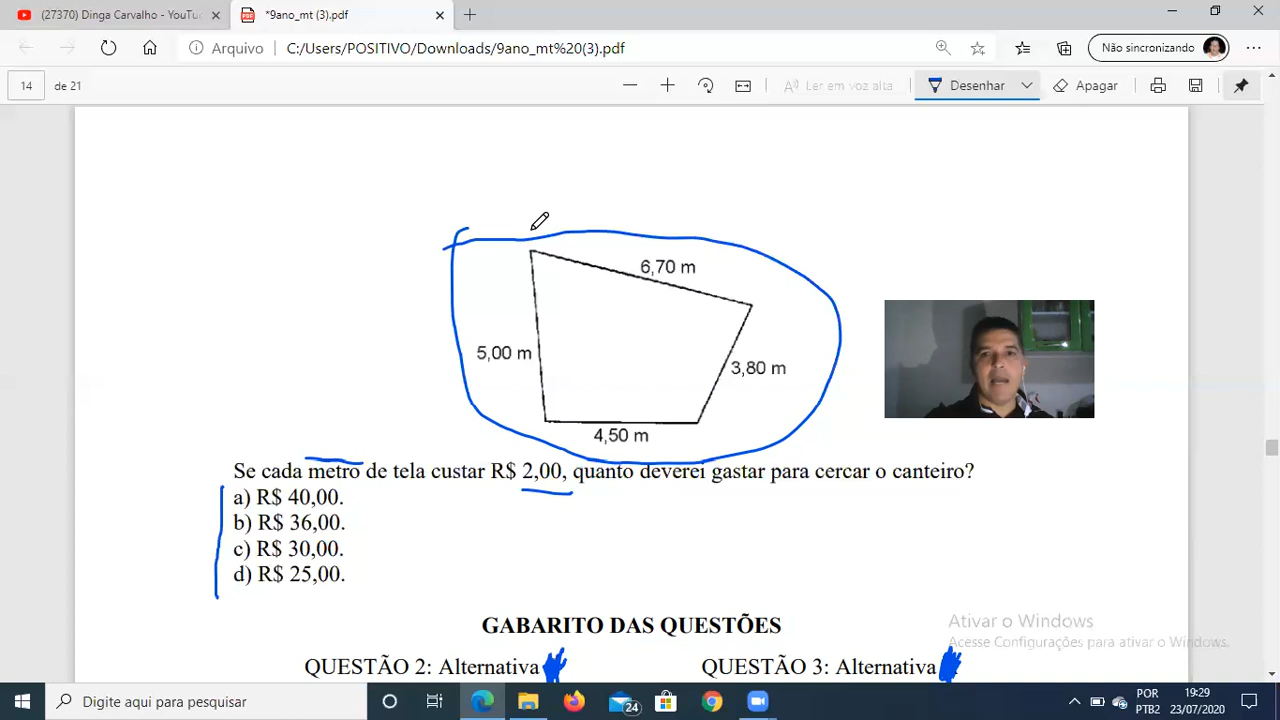 (27370) Dinga Carvalho - YouTu
*9ano_mt (3).pdf
Arquivo
C:/Users/POSITIVO/Downloads/9ano_mt%20(3).pdf
Não sincronizando
14 de 21
Ler em voz alta
Desenhar
Apagar
6,70 m
5,00 m
3,80 m
4,50 m
Se cada metro de tela custar R$ 2,00, quanto deverei gastar para cercar o canteiro?
a) R$ 40,00.
b) R$ 36,00.
c) R$ 30,00.
d) R$ 25,00.
GABARITO DAS QUESTÕES
Ativar o Windows
Acesse Configurações para ativar o Windows.
QUESTÃO 2: Alternativa
QUESTÃO 3: Alternativa
Digite aqui para pesquisar
24
POR
PTB2
19:29
23/07/2020